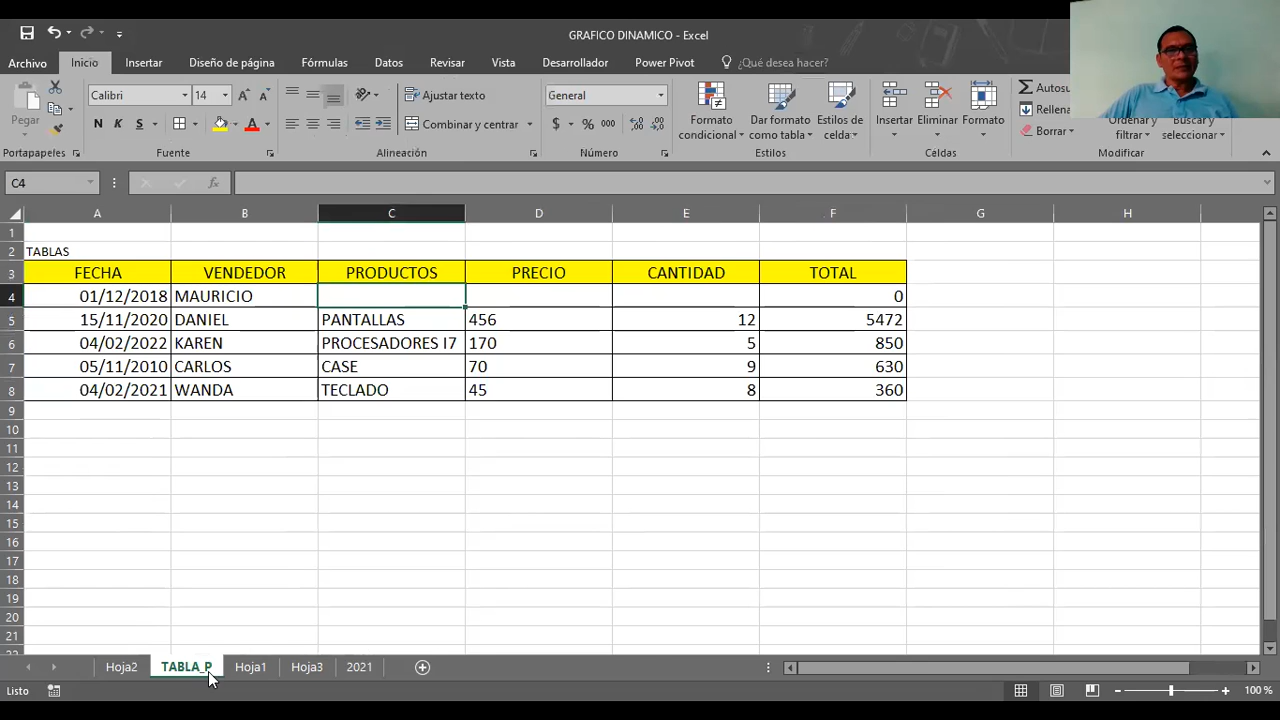 GRAFICO DINAMICO - Excel
Archivo Inicio Insertar Diseño de página Fórmulas Datos Revisar Vista Desarrollador Power Pivot ¿Qué desea hacer?
Pegar
Calibri 14
N K S
Ajustar texto
Combinar y centrar
General
$ % 000
Formato condicional
Dar formato como tabla
Estilos de celda
Insertar Eliminar Formato
Autosu
Rellena
Borrar
Ordenar y filtrar
Buscar y seleccionar
Portapapeles Fuente Alineación Número Estilos Celdas Modificar
C4 fx
A B C D E F G H
1
2 TABLAS
3 FECHA VENDEDOR PRODUCTOS PRECIO CANTIDAD TOTAL
4 01/12/2018 MAURICIO 0
5 15/11/2020 DANIEL PANTALLAS 456 12 5472
6 04/02/2022 KAREN PROCESADORES I7 170 5 850
7 05/11/2010 CARLOS CASE 70 9 630
8 04/02/2021 WANDA TECLADO 45 8 360
9
10
11
12
13
14
15
16
17
18
19
20
21
Hoja2 TABLA_P Hoja1 Hoja3 2021
Listo 100 %